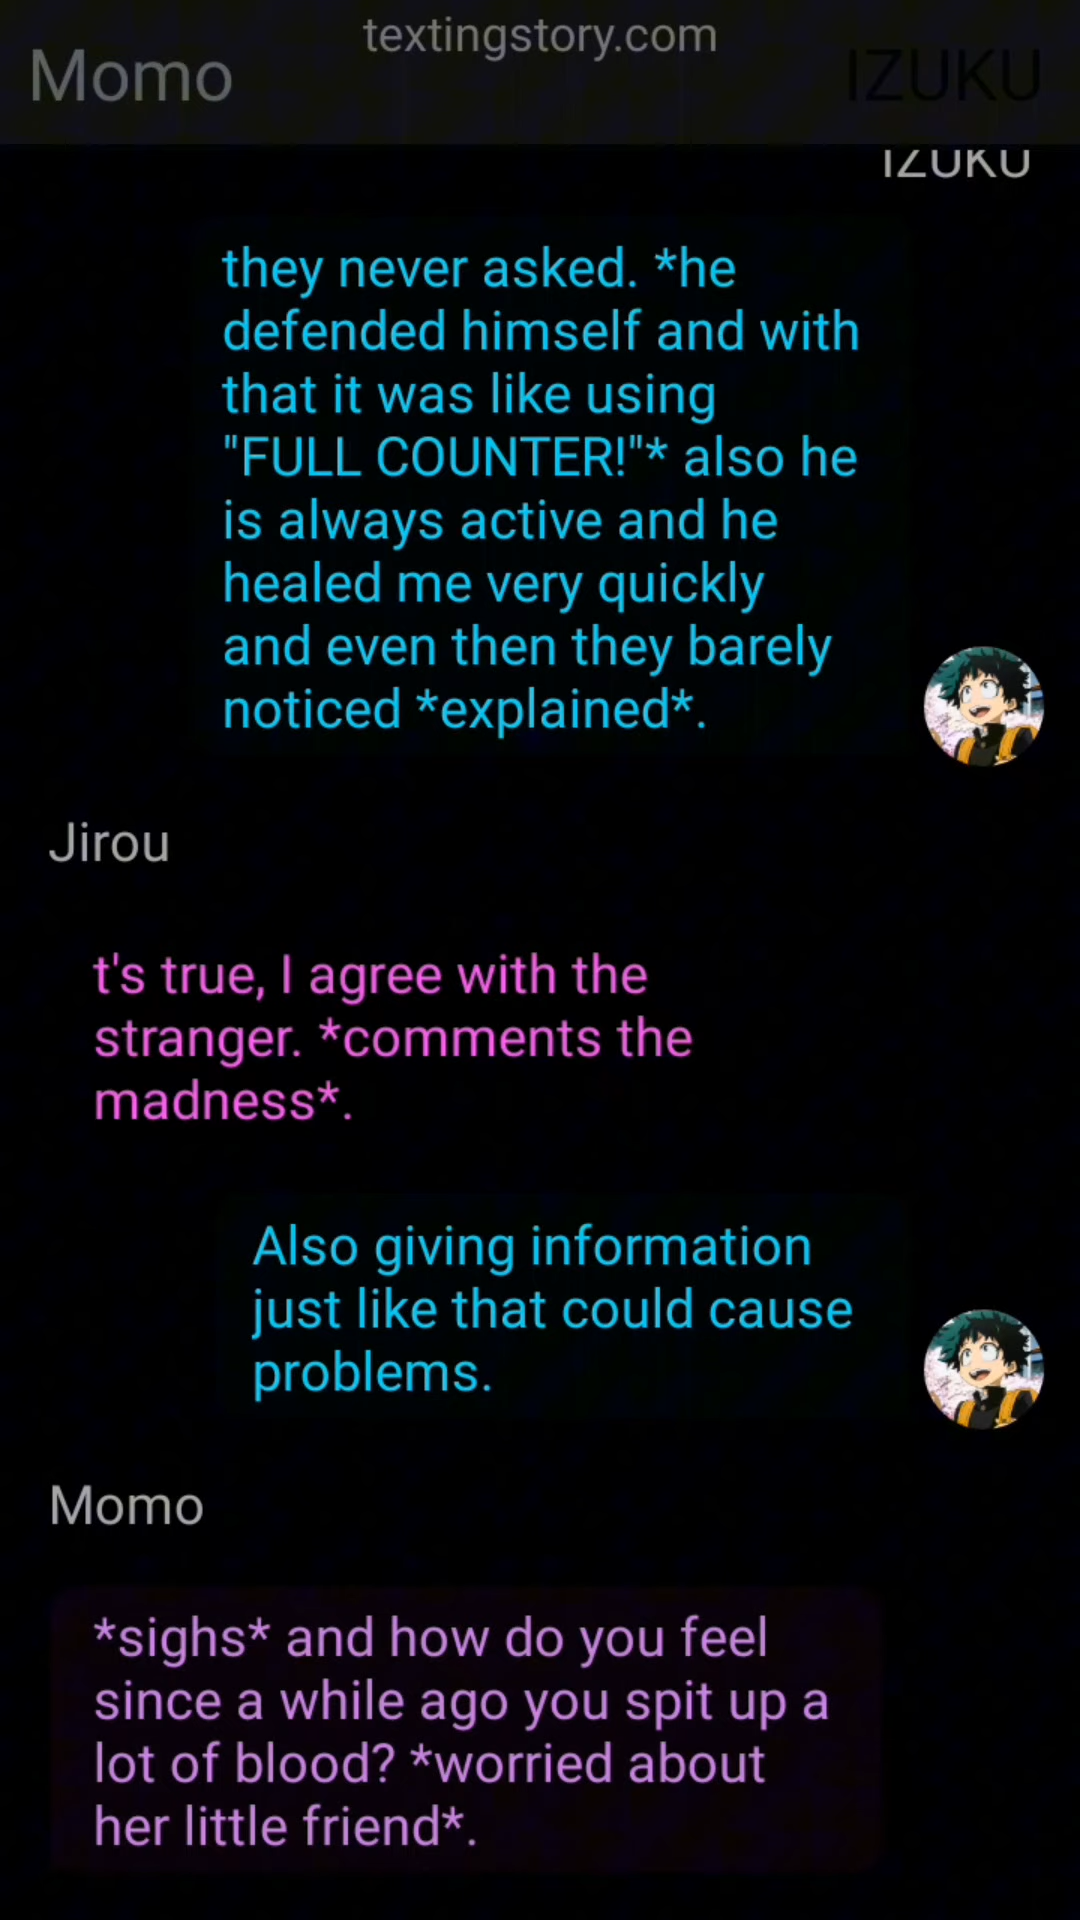 textingstory.com
Momo
IZUKU
IZUKU
they never asked. *he
defended himself and with
that it was like using
"FULL COUNTER!"* also he
is always active and he
healed me very quickly
and even then they barely
noticed *explained*.
Jirou
t's true, I agree with the
stranger. *comments the
madness*.
Also giving information
just like that could cause
problems.
Momo
*sighs* and how do you feel
since a while ago you spit up a
lot of blood? *worried about
her little friend*.